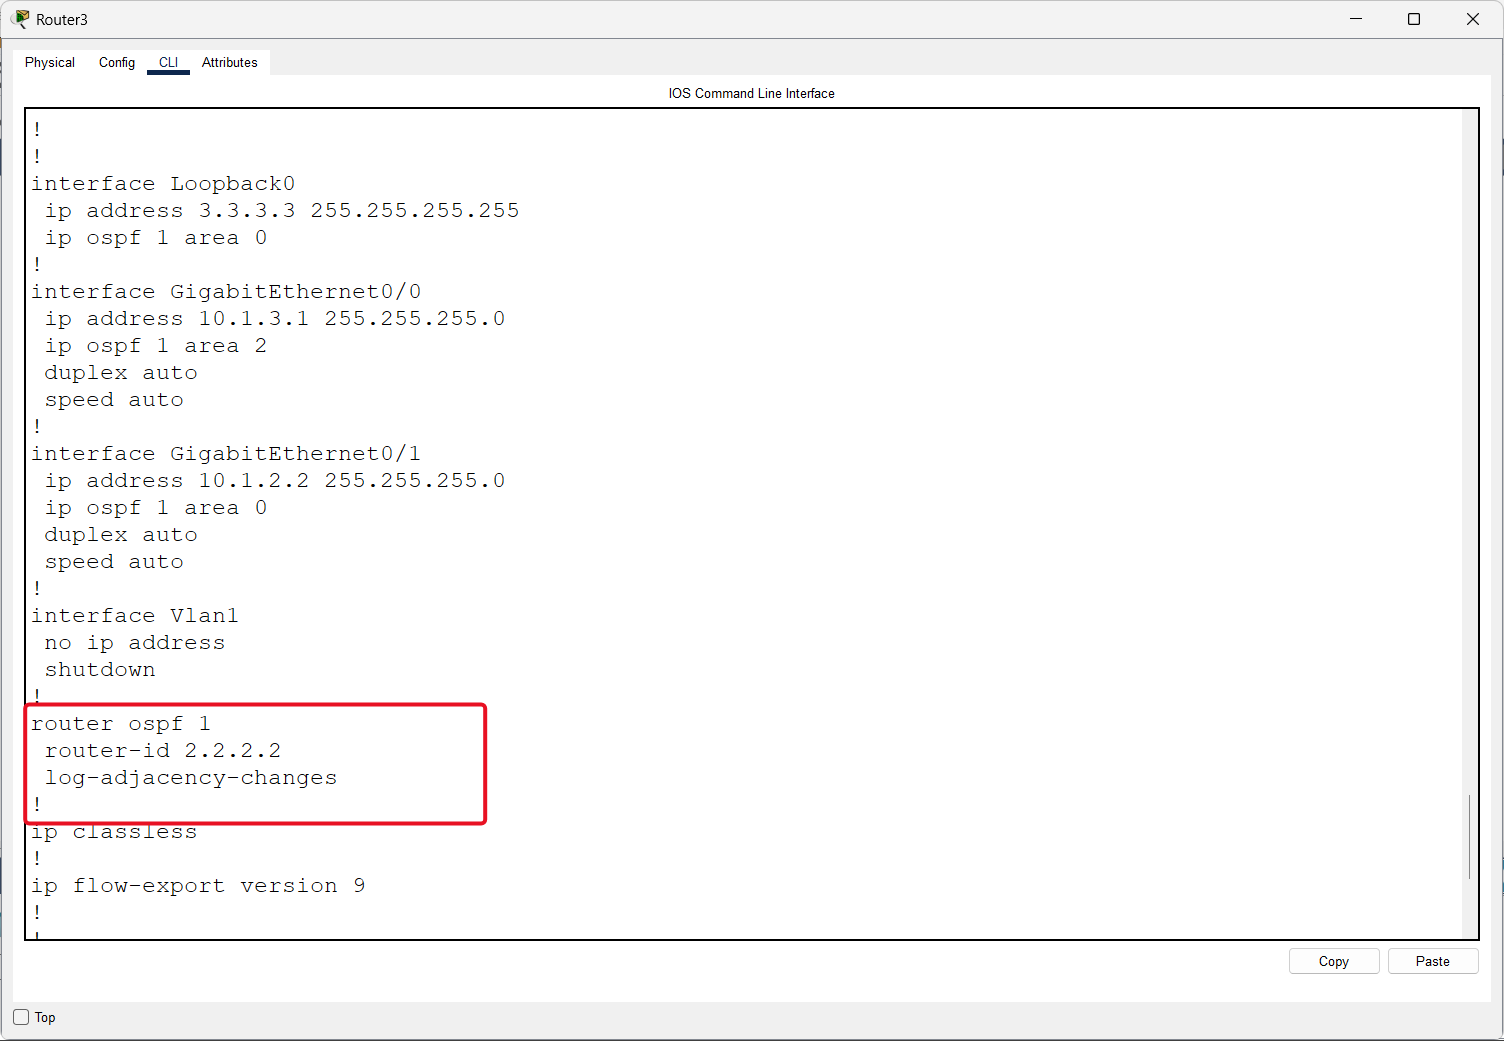 Router3
Physical Config CLI Attributes
IOS Command Line Interface
!
!
interface Loopback0
 ip address 3.3.3.3 255.255.255.255
 ip ospf 1 area 0
!
interface GigabitEthernet0/0
 ip address 10.1.3.1 255.255.255.0
 ip ospf 1 area 2
 duplex auto
 speed auto
!
interface GigabitEthernet0/1
 ip address 10.1.2.2 255.255.255.0
 ip ospf 1 area 0
 duplex auto
 speed auto
!
interface Vlan1
 no ip address
 shutdown
!
router ospf 1
 router-id 2.2.2.2
 log-adjacency-changes
!
ip classless
!
ip flow-export version 9
!
!
Copy Paste
Top